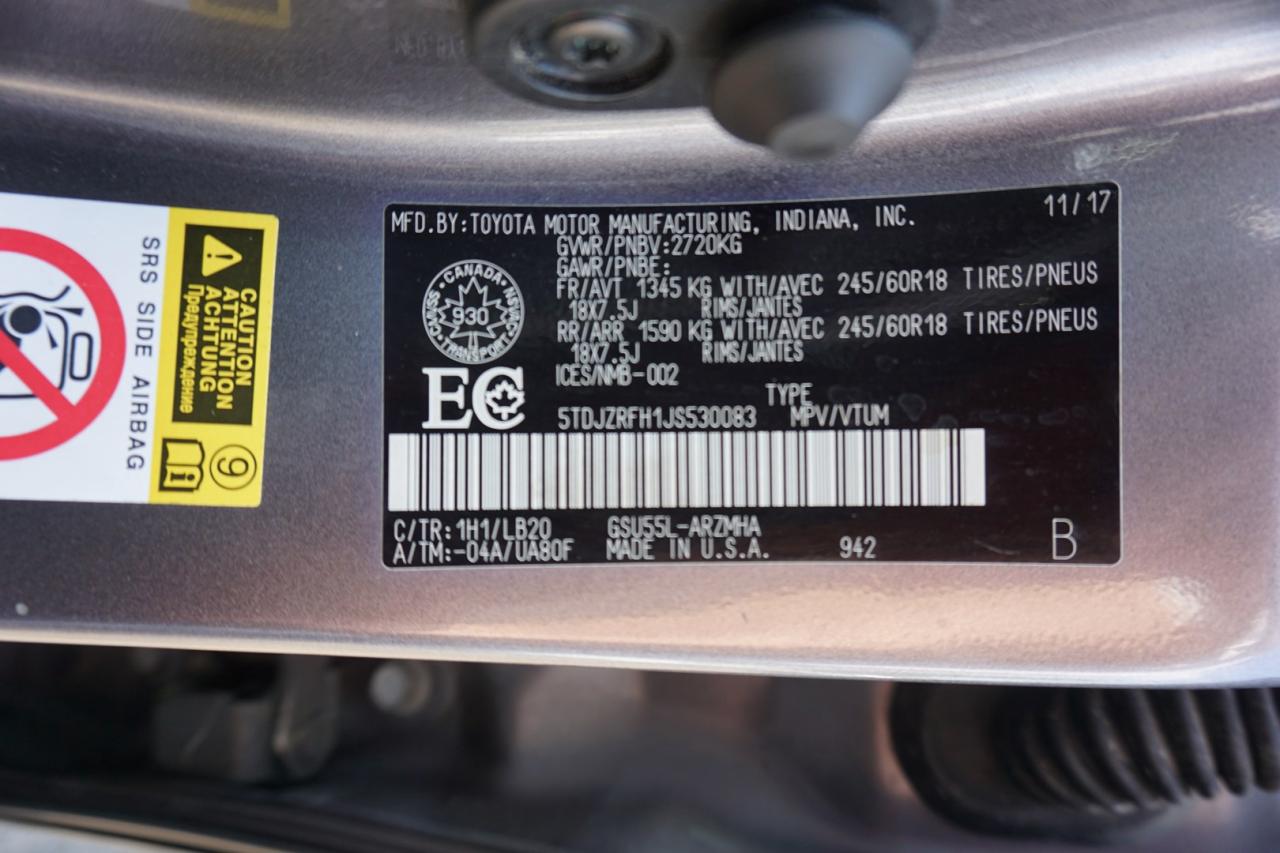 SRS SIDE AIRBAG
CAUTION
ATTENTION
ACHTUNG
Предупреждение
9
MFD.BY:TOYOTA MOTOR MANUFACTURING, INDIANA, INC. 11/17
GVWR/PNBV:2720KG
GAWR/PNBE:
FR/AVT 1345 KG WITH/AVEC 245/60R18 TIRES/PNEUS
18X7.5J RIMS/JANTES
RR/ARR 1590 KG WITH/AVEC 245/60R18 TIRES/PNEUS
18X7.5J RIMS/JANTES
ICES/NMB-002
CANADA
930
TRANSPORT
CMVSS
NSVAC
EC
TYPE
5TDJZRFH1JS530083 MPV/VTUM
C/TR:1H1/LB20 GSU55L-ARZMHA
A/TM:-04A/UA80F MADE IN U.S.A. 942 B